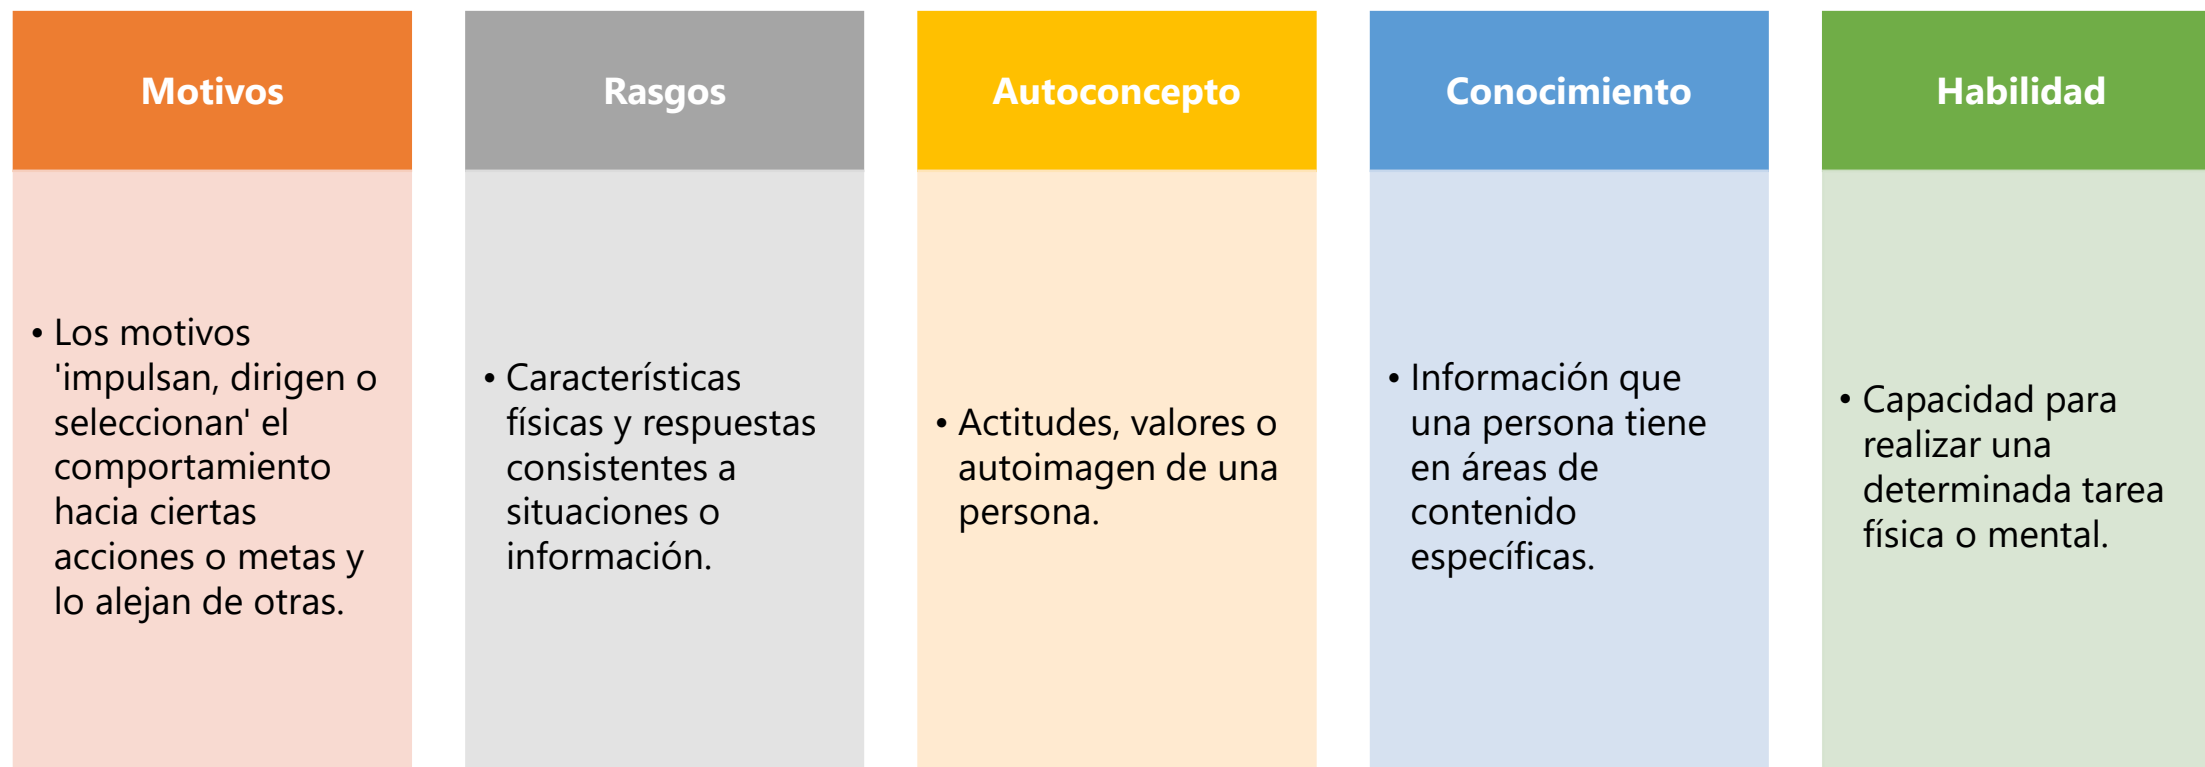 Motivos
• Los motivos
'impulsan, dirigen o
seleccionan' el
comportamiento
hacia ciertas
acciones o metas y
lo alejan de otras.
Rasgos
• Características
físicas y respuestas
consistentes a
situaciones o
información.
Autoconcepto
• Actitudes, valores o
autoimagen de una
persona.
Conocimiento
• Información que
una persona tiene
en áreas de
contenido
específicas.
Habilidad
• Capacidad para
realizar una
determinada tarea
física o mental.